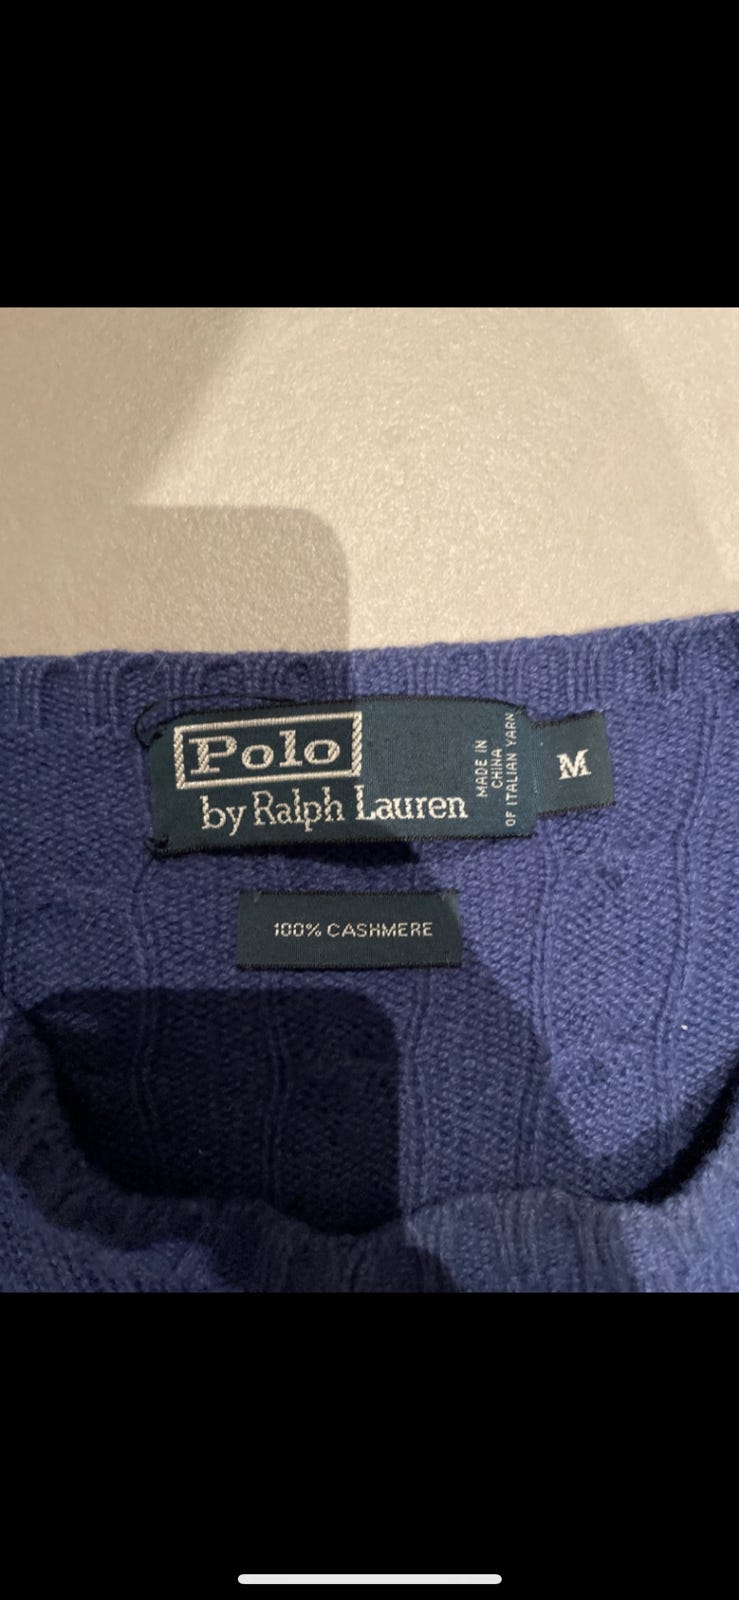 Polo
by Ralph Lauren
MADE IN
CHINA
OF ITALIAN YARN
M
100% CASHMERE